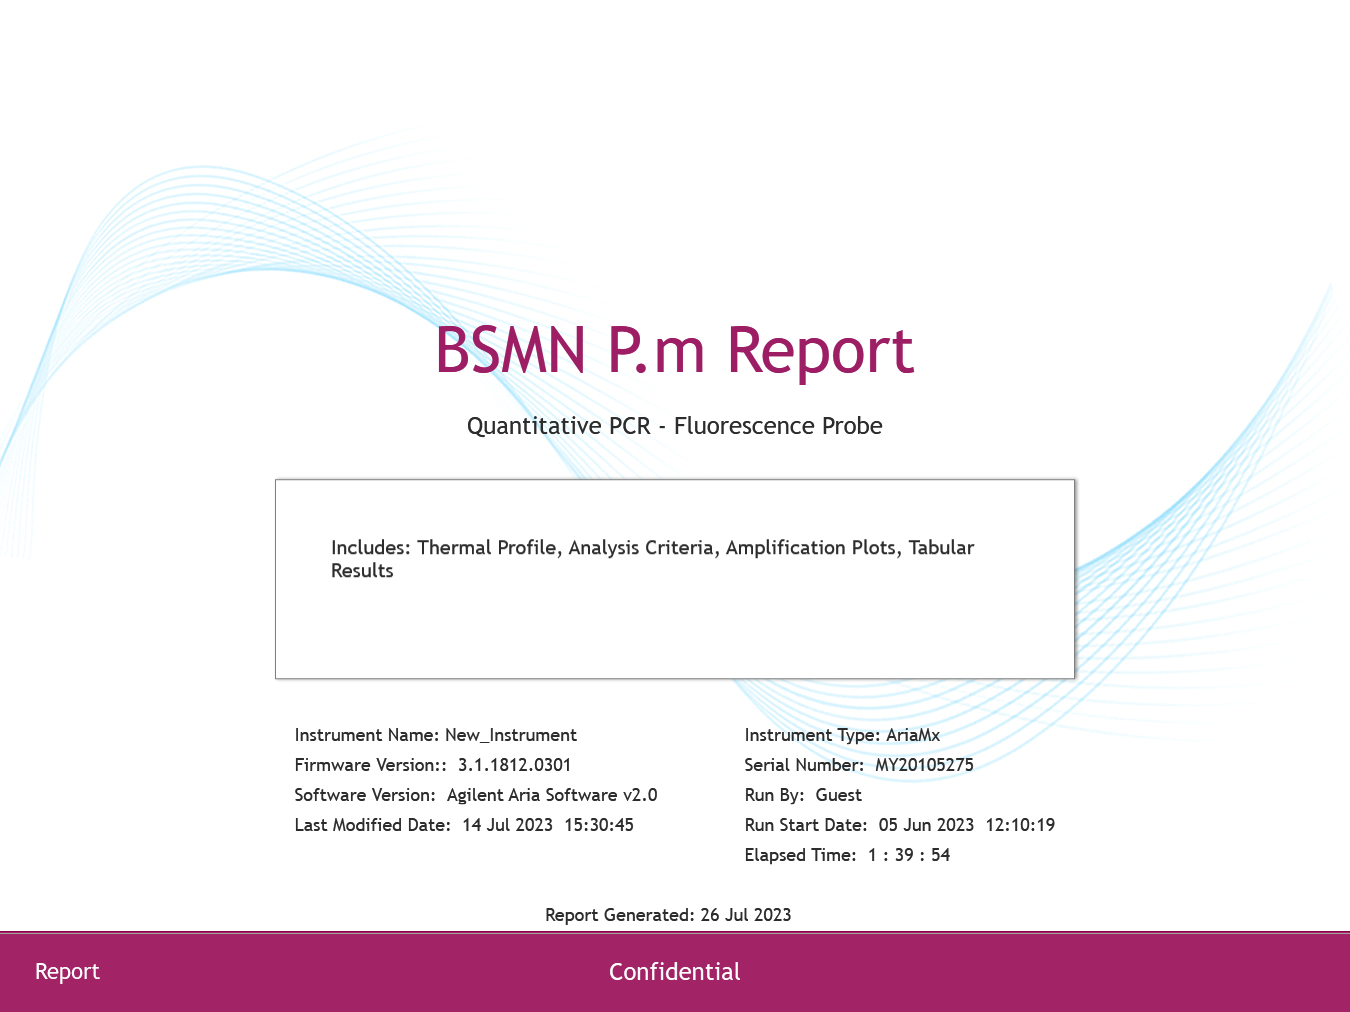 BSMN P.m Report
Quantitative PCR - Fluorescence Probe
Includes: Thermal Profile, Analysis Criteria, Amplification Plots, Tabular
Results
Instrument Name: New_Instrument
Firmware Version:: 3.1.1812.0301
Software Version: Agilent Aria Software v2.0
Last Modified Date: 14 Jul 2023 15:30:45
Instrument Type: AriaMx
Serial Number: MY20105275
Run By: Guest
Run Start Date: 05 Jun 2023 12:10:19
Elapsed Time: 1 : 39 : 54
Report Generated: 26 Jul 2023
Report
Confidential